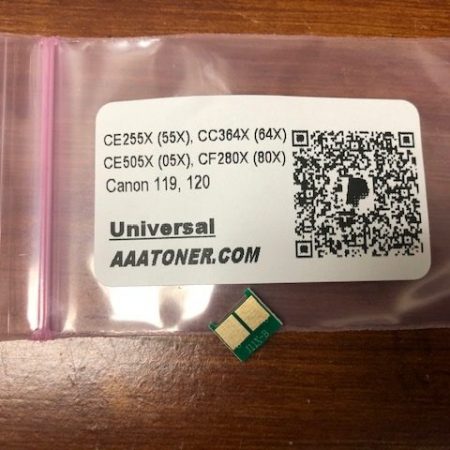 CE255X (55X), CC364X (64X)
CE505X (05X), CF280X (80X)
Canon 119, 120
Universal
AAATONER.COM